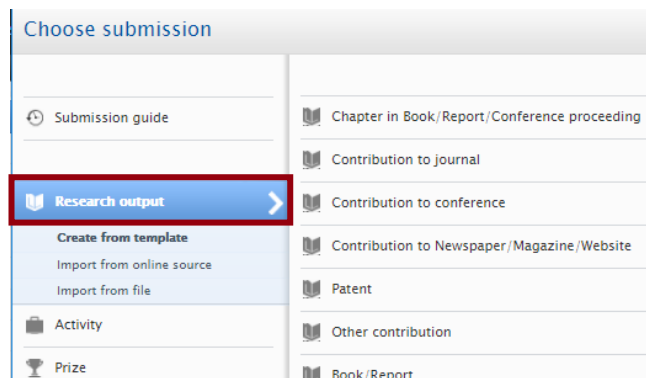 Choose submission
Submission guide
Research output
Create from template
Import from online source
Import from file
Activity
Prize
Chapter in Book/Report/Conference proceeding
Contribution to journal
Contribution to conference
Contribution to Newspaper/Magazine/Website
Patent
Other contribution
Book/Report